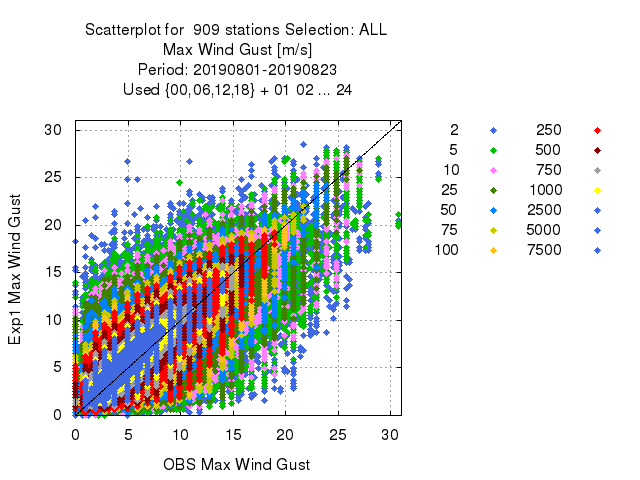 Scatterplot for 909 stations Selection: ALL
Max Wind Gust [m/s]
Period: 20190801-20190823
Used {00,06,12,18} + 01 02 ... 24
Exp1 Max Wind Gust
30
25
20
15
10
5
0
0 5 10 15 20 25 30
OBS Max Wind Gust
2 250
5 500
10 750
25 1000
50 2500
75 5000
100 7500